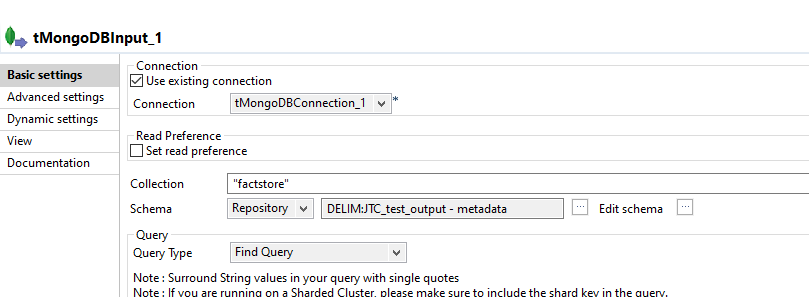 tMongoDBInput_1
Basic settings
Advanced settings
Dynamic settings
View
Documentation
Connection
Use existing connection
Connection tMongoDBConnection_1 *
Read Preference
Set read preference
Collection "factstore"
Schema Repository DELIM:JTC_test_output - metadata ... Edit schema ...
Query
Query Type Find Query
Note : Surround String values in your query with single quotes
Note : If you are running on a Sharded Cluster, please make sure to include the shard key in the query.